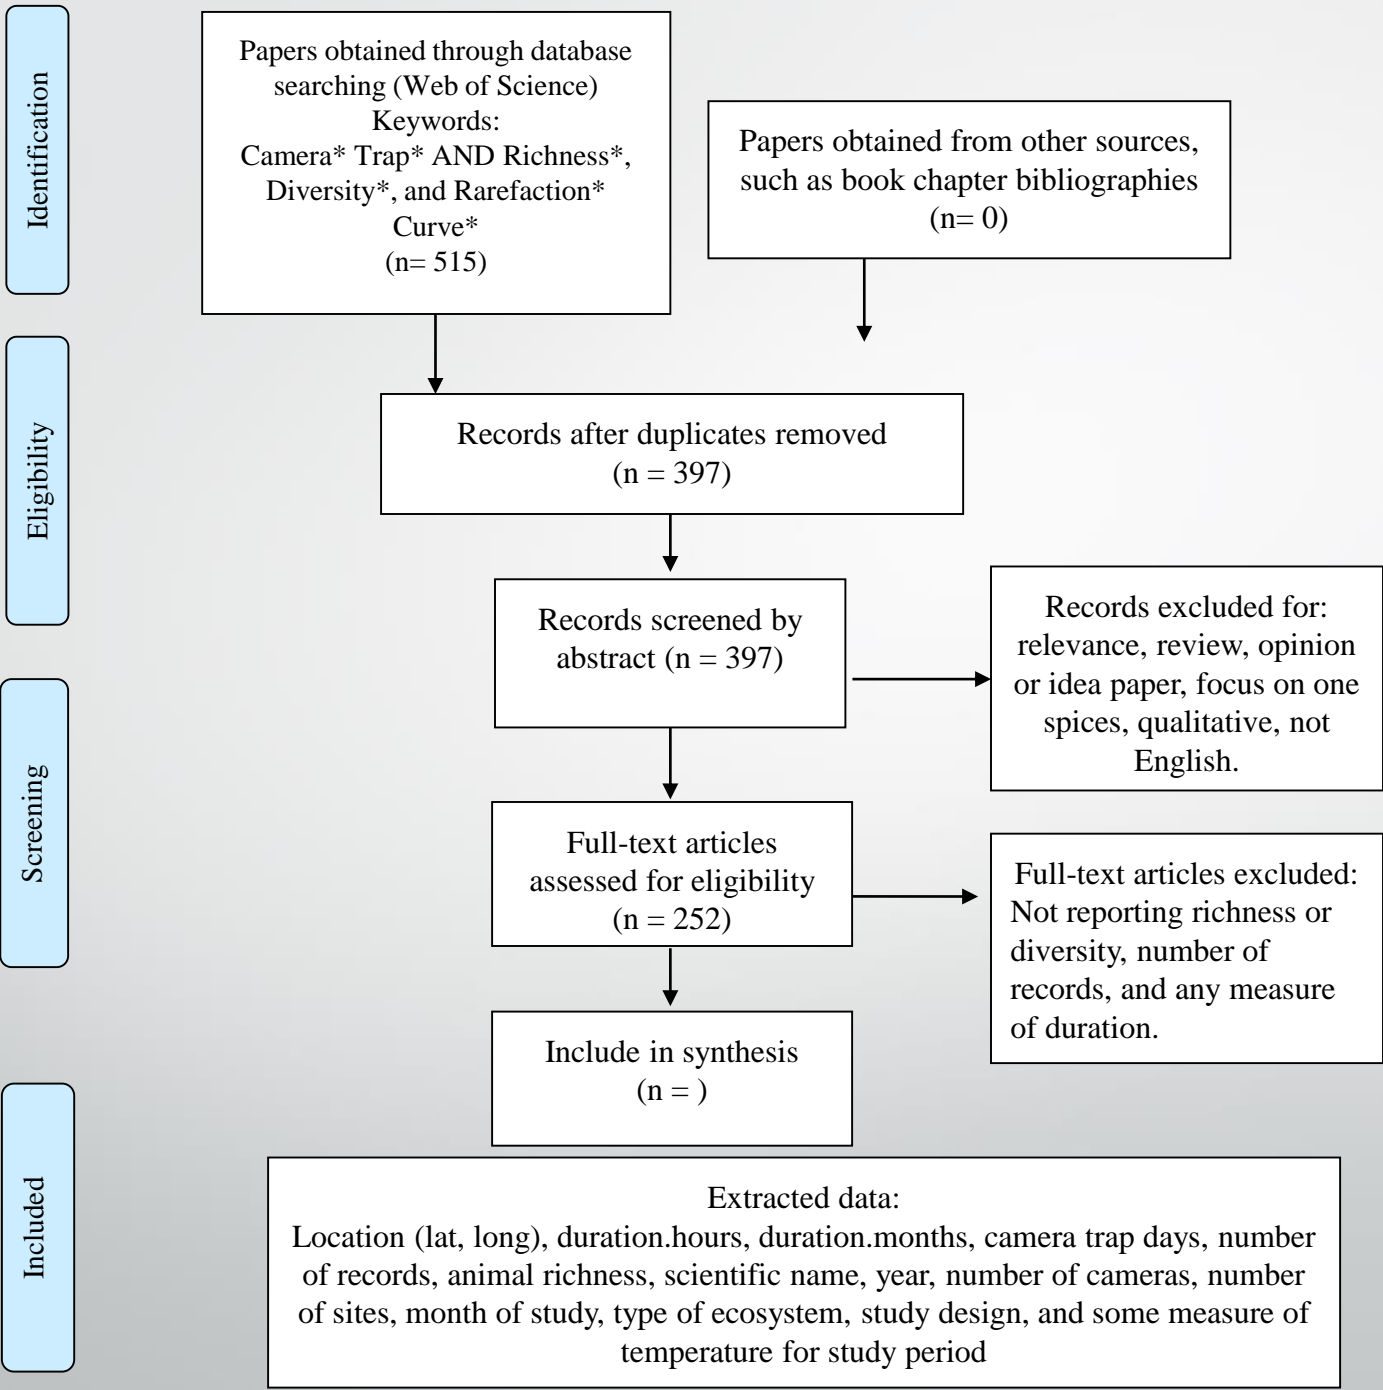 Identification
Papers obtained through database
searching (Web of Science)
Keywords:
Camera* Trap* AND Richness*,
Diversity*, and Rarefaction*
Curve*
(n= 515)
Papers obtained from other sources,
such as book chapter bibliographies
(n= 0)
Eligibility
Records after duplicates removed
(n = 397)
Records screened by
abstract (n = 397)
Records excluded for:
relevance, review, opinion
or idea paper, focus on one
spices, qualitative, not
English.
Screening
Full-text articles
assessed for eligibility
(n = 252)
Full-text articles excluded:
Not reporting richness or
diversity, number of
records, and any measure
of duration.
Include in synthesis
(n = )
Included
Extracted data:
Location (lat, long), duration.hours, duration.months, camera trap days, number
of records, animal richness, scientific name, year, number of cameras, number
of sites, month of study, type of ecosystem, study design, and some measure of
temperature for study period